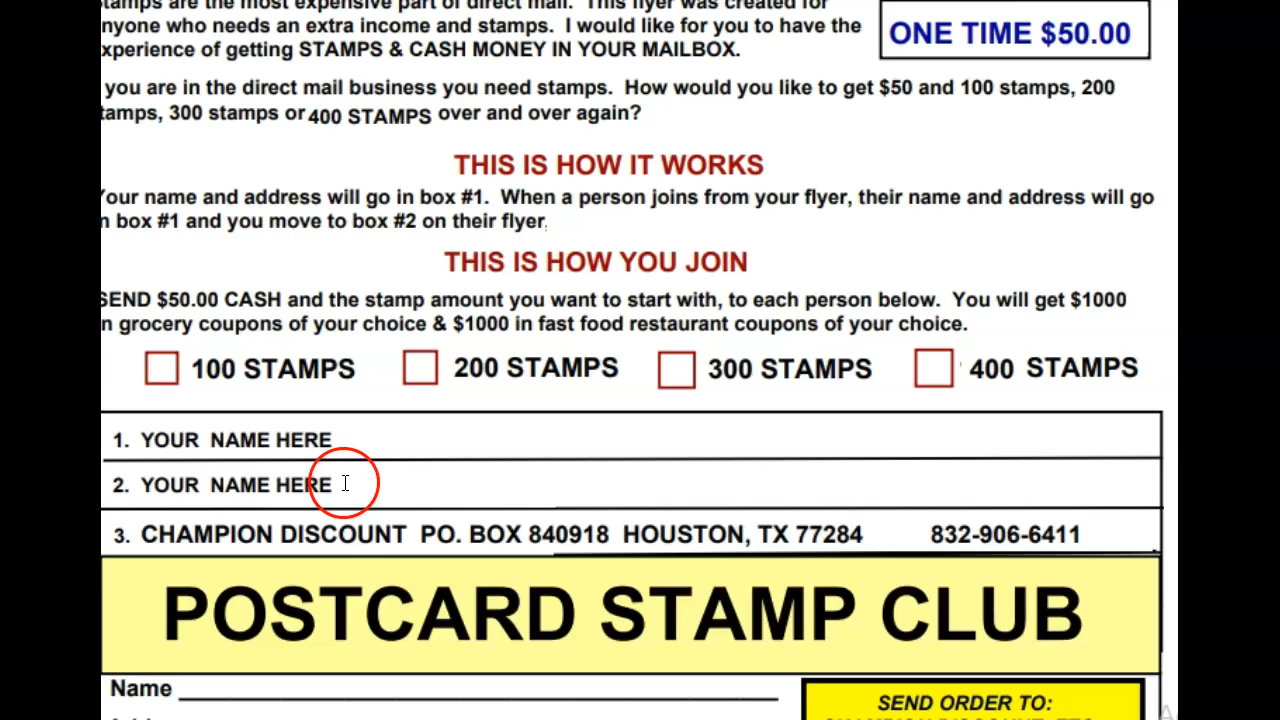 tamps are the most expensive part of direct mail. This flyer was created for
nyone who needs an extra income and stamps. I would like for you to have the
xperience of getting STAMPS & CASH MONEY IN YOUR MAILBOX.
ONE TIME $50.00
you are in the direct mail business you need stamps. How would you like to get $50 and 100 stamps, 200
tamps, 300 stamps or 400 STAMPS over and over again?
THIS IS HOW IT WORKS
Your name and address will go in box #1. When a person joins from your flyer, their name and address will go
n box #1 and you move to box #2 on their flyer.
THIS IS HOW YOU JOIN
SEND $50.00 CASH and the stamp amount you want to start with, to each person below. You will get $1000
n grocery coupons of your choice & $1000 in fast food restaurant coupons of your choice.
100 STAMPS 200 STAMPS 300 STAMPS 400 STAMPS
1. YOUR NAME HERE
2. YOUR NAME HERE
3. CHAMPION DISCOUNT PO. BOX 840918 HOUSTON, TX 77284 832-906-6411
POSTCARD STAMP CLUB
Name
SEND ORDER TO: